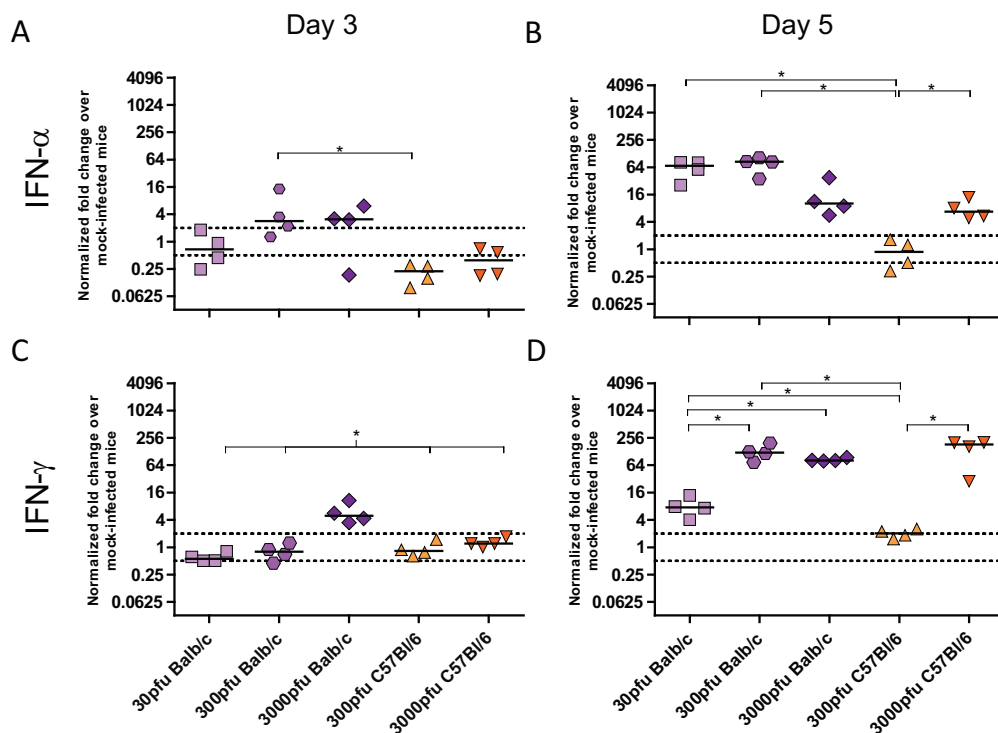 Day 3
Day 5
A
B
IFN-α
Normalized fold change over
mock-infected mice
4096
1024
256
64
16
4
1
0.25
0.0625
*
Normalized fold change over
mock-infected mice
4096
1024
256
64
16
4
1
0.25
0.0625
*
*
*
C
D
IFN-γ
Normalized fold change over
mock-infected mice
4096
1024
256
64
16
4
1
0.25
0.0625
*
Normalized fold change over
mock-infected mice
4096
1024
256
64
16
4
1
0.25
0.0625
*
*
*
*
*
30pfu Balb/c
300pfu Balb/c
3000pfu Balb/c
300pfu C57Bl/6
3000pfu C57Bl/6
30pfu Balb/c
300pfu Balb/c
3000pfu Balb/c
300pfu C57Bl/6
3000pfu C57Bl/6